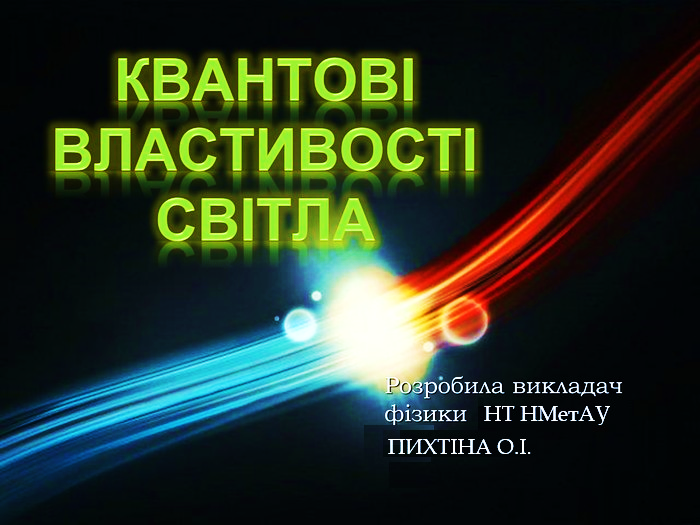 КВАНТОВІ
ВЛАСТИВОСТІ
СВІТЛА
Розробила викладач
фізики НТ НМетАУ
ПИХТІНА О.І.